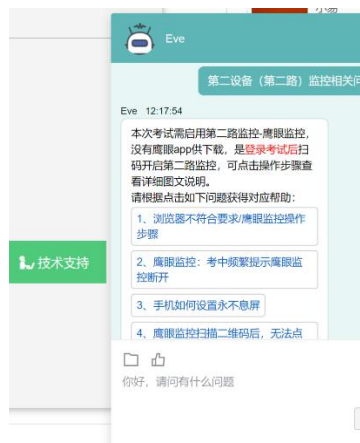 Eve
第二设备（第二路）监控相关问
Eve 12:17:54
本次考试需启用第二路监控-鹰眼监控，
没有鹰眼app供下载，是登录考试后扫
码开启第二路监控，可点击操作步骤查
看详细图文说明。
请根据点击如下问题获得对应帮助：
1、浏览器不符合要求/鹰眼监控操作
步骤
2、鹰眼监控：考中频繁提示鹰眼监
控断开
技术支持
3、手机如何设置永不息屏
4、鹰眼监控扫描二维码后，无法点
你好，请问有什么问题